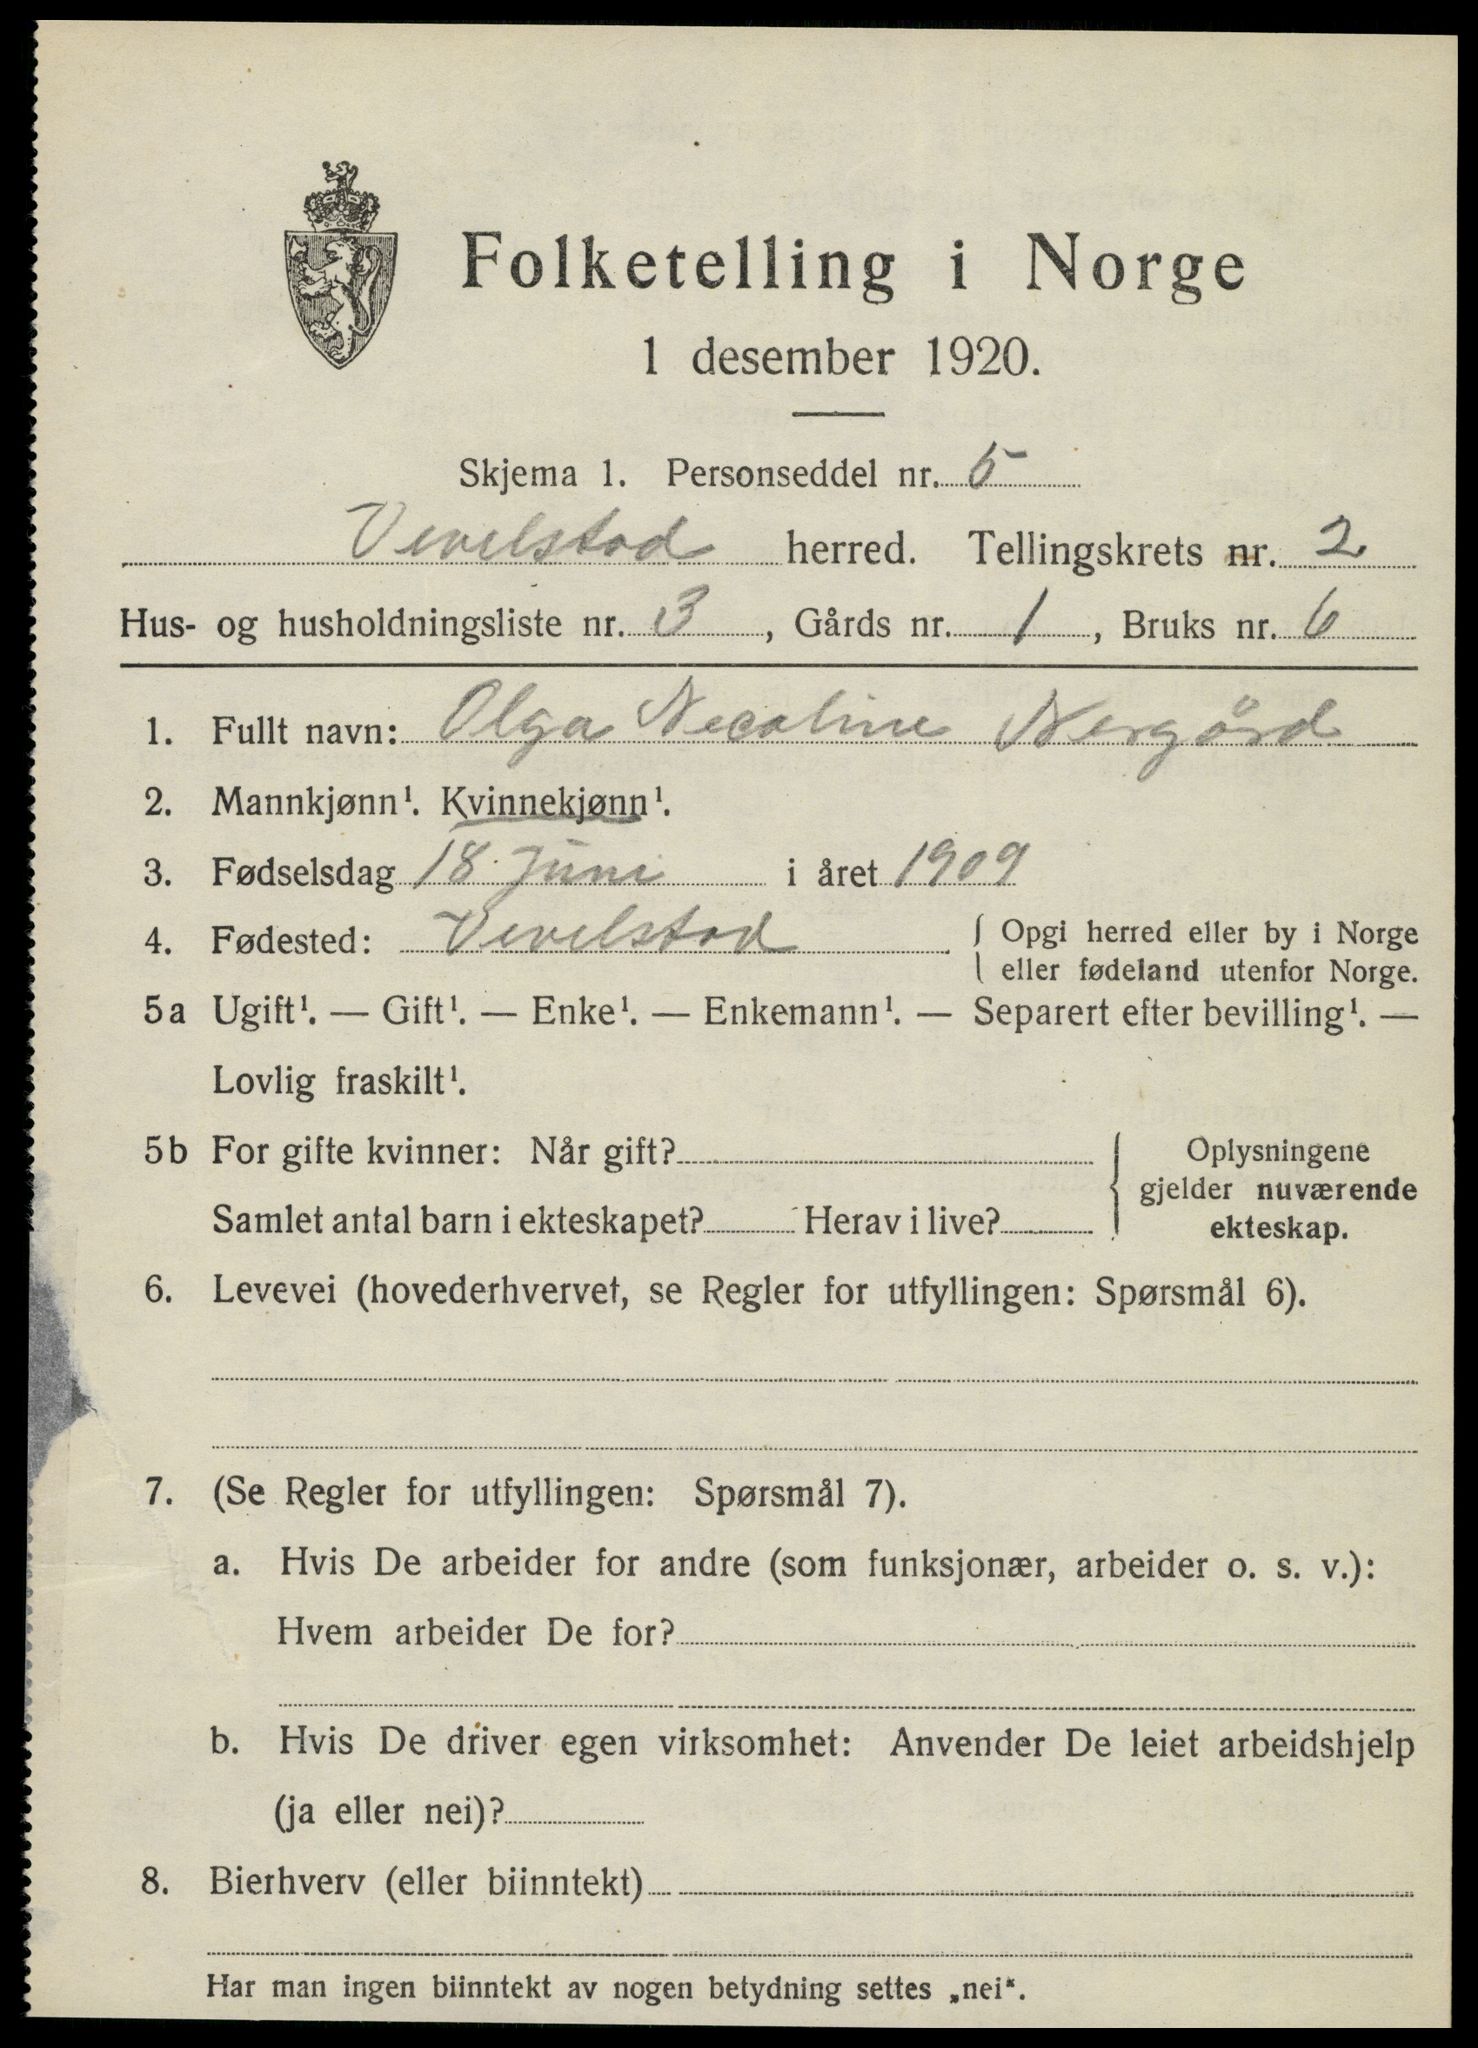 Folketelling i Norge
1 desember 1920.
Skjema 1. Personseddel nr. 5
Vevelstad herred. Tellingskrets nr. 2
Hus- og husholdningsliste nr. 3, Gårds nr. 1, Bruks nr. 6
1. Fullt navn: Olga Necoline Nergård
2. Mannkjønn¹. Kvinnekjønn¹.
3. Fødselsdag 18 Juni i året 1909
4. Fødested: Vevelstad { Opgi herred eller by i Norge
eller fødeland utenfor Norge.
5a Ugift¹. — Gift¹. — Enke¹. — Enkemann¹. — Separert efter bevilling¹. —
Lovlig fraskilt¹.
5b For gifte kvinner: Når gift? { Oplysningene
gjelder nuværende
Samlet antal barn i ekteskapet? Herav i live? ekteskap.
6. Levevei (hovederhvervet, se Regler for utfyllingen: Spørsmål 6).
7. (Se Regler for utfyllingen: Spørsmål 7).
a. Hvis De arbeider for andre (som funksjonær, arbeider o. s. v.):
Hvem arbeider De for?
b. Hvis De driver egen virksomhet: Anvender De leiet arbeidshjelp
(ja eller nei)?
8. Bierhverv (eller biinntekt)
Har man ingen biinntekt av nogen betydning settes „nei".